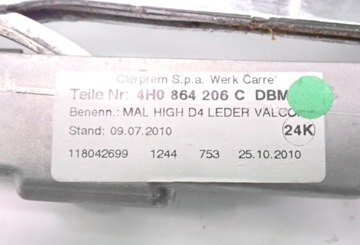 Clerprem S.p.a. Werk Carre'
Teile Nr: 4H0 864 206 C DBM
Benenn.: MAL HIGH D4 LEDER VALCO
Stand: 09.07.2010
24K
118042699 1244 753 25.10.2010